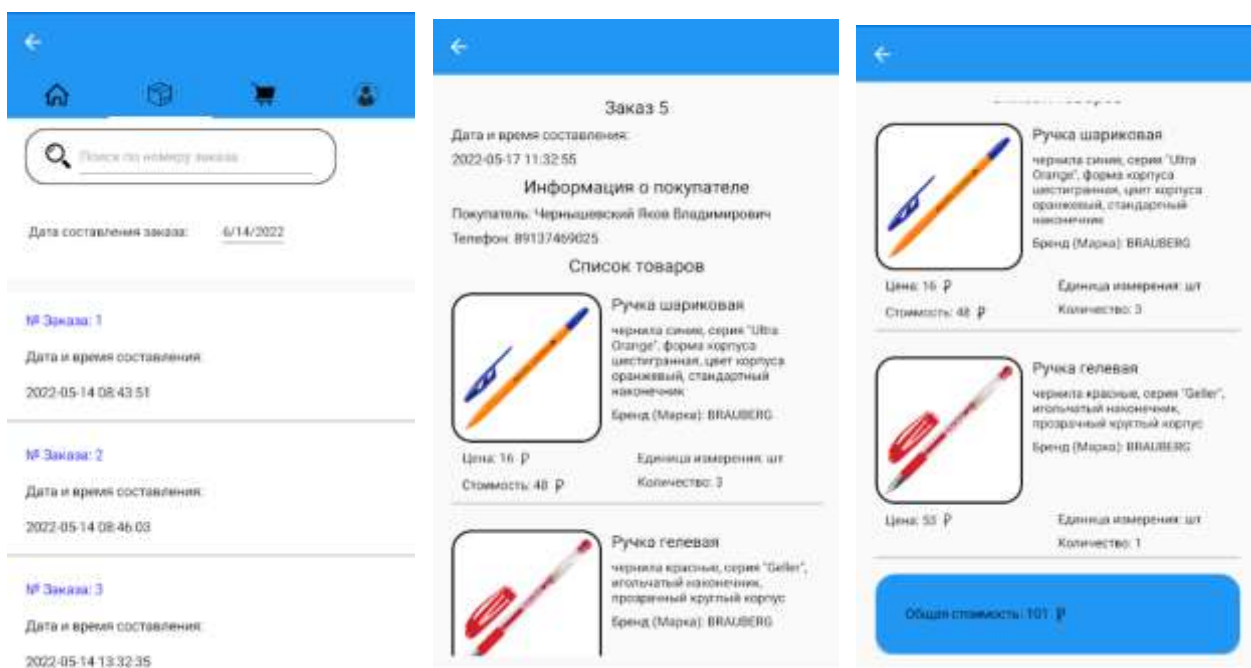 Поиск по номеру заказа
Дата составления заказа: 6/14/2022
№ Заказа: 1
Дата и время составления:
2022-05-14 08:43:51
№ Заказа: 2
Дата и время составления:
2022-05-14 08:46:03
№ Заказа: 3
Дата и время составления:
2022-05-14 13:32:35
Заказ 5
Дата и время составления:
2022-05-17 11:32:55
Информация о покупателе
Покупатель: Чернышевский Яков Владимирович
Телефон: 89137469025
Список товаров
Ручка шариковая
чернила синие, серия "Ultra
Orange", форма корпуса
шестигранная, цвет корпуса
оранжевый, стандартный
наконечник
Бренд (Марка): BRAUBERG
Цена: 16 ₽
Единица измерения: шт
Стоимость: 48 ₽
Количество: 3
Ручка гелевая
чернила красные, серия "Geller",
игольчатый наконечник,
прозрачный круглый корпус
Бренд (Марка): BRAUBERG
Ручка шариковая
чернила синие, серия "Ultra
Orange", форма корпуса
шестигранная, цвет корпуса
оранжевый, стандартный
наконечник
Бренд (Марка): BRAUBERG
Цена: 16 ₽
Единица измерения: шт
Стоимость: 48 ₽
Количество: 3
Ручка гелевая
чернила красные, серия "Geller",
игольчатый наконечник,
прозрачный круглый корпус
Бренд (Марка): BRAUBERG
Цена: 53 ₽
Единица измерения: шт
Количество: 1
Общая стоимость: 101 ₽